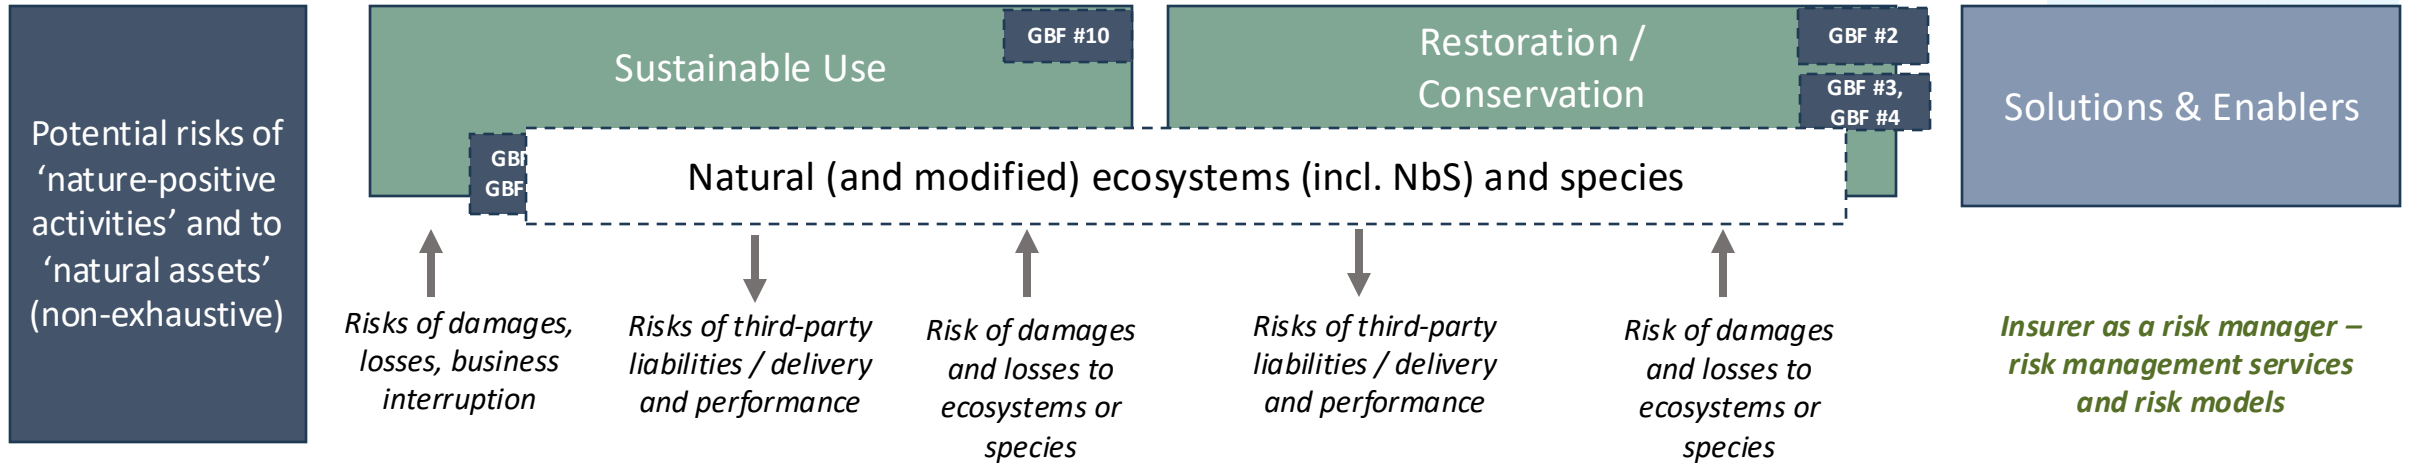 Potential risks of
‘nature-positive
activities’ and to
‘natural assets’
(non-exhaustive)
Sustainable Use
GBF #10
Restoration /
Conservation
GBF #2
GBF #3,
GBF #4
Solutions & Enablers
GBF
GBF
Natural (and modified) ecosystems (incl. NbS) and species
Risks of damages,
losses, business
interruption
Risks of third-party
liabilities / delivery
and performance
Risk of damages
and losses to
ecosystems or
species
Risks of third-party
liabilities / delivery
and performance
Risk of damages
and losses to
ecosystems or
species
Insurer as a risk manager –
risk management services
and risk models